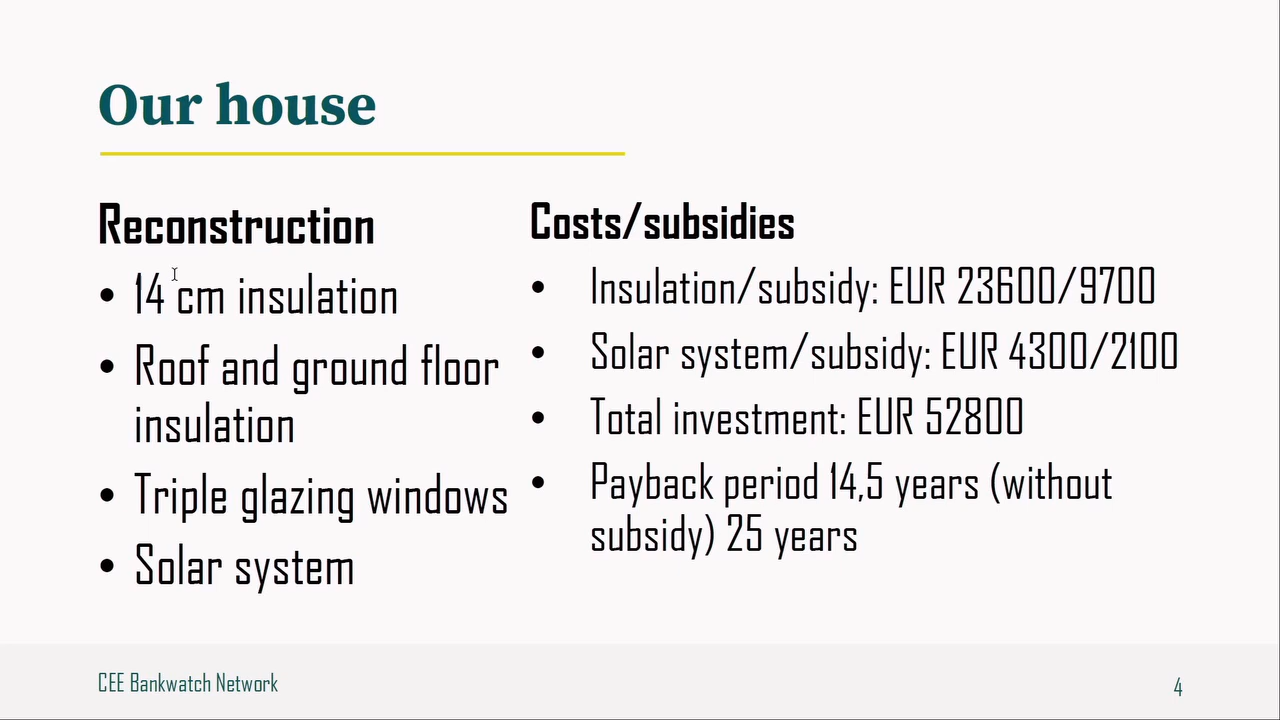 Our house
Reconstruction
• 14 cm insulation
• Roof and ground floor
insulation
• Triple glazing windows
• Solar system
Costs/subsidies
• Insulation/subsidy: EUR 23600/9700
• Solar system/subsidy: EUR 4300/2100
• Total investment: EUR 52800
• Payback period 14,5 years (without
subsidy) 25 years
CEE Bankwatch Network
4